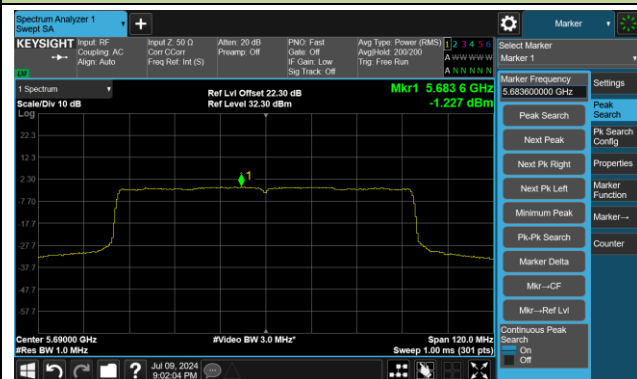 Spectrum Analyzer 1
Swept SA
+
Marker
KEYSIGHT
Input: RF
Coupling: AC
Align: Auto
Input Z: 50 Ω
Corr CCorr
Freq Ref: Int (S)
Atten: 20 dB
Preamp: Off
PNO: Fast
Gate: Off
IF Gain: Low
Sig Track: Off
Avg Type: Power (RMS)
Avg|Hold: 200/200
Trig: Free Run
1 2 3 4 5 6
A W W W W W
A N N N N N
Select Marker
Marker 1
1 Spectrum
Scale/Div 10 dB
Log
Ref Lvl Offset 22.30 dB
Ref Level 32.30 dBm
Mkr1 5.683 6 GHz
-1.227 dBm
22.3
12.3
2.30
-7.70
-17.7
-27.7
-37.7
-47.7
-57.7
1
Center 5.69000 GHz
#Res BW 1.0 MHz
#Video BW 3.0 MHz*
Span 120.0 MHz
Sweep 1.00 ms (301 pts)
Marker Frequency
5.683600000 GHz
Peak Search
Next Peak
Next Pk Right
Next Pk Left
Minimum Peak
Pk-Pk Search
Marker Delta
Mkr→CF
Mkr→Ref Lvl
Continuous Peak
Search
On
Off
Settings
Peak
Search
Pk Search
Config
Properties
Marker
Function
Marker→
Counter
?
Jul 09, 2024
9:02:04 PM